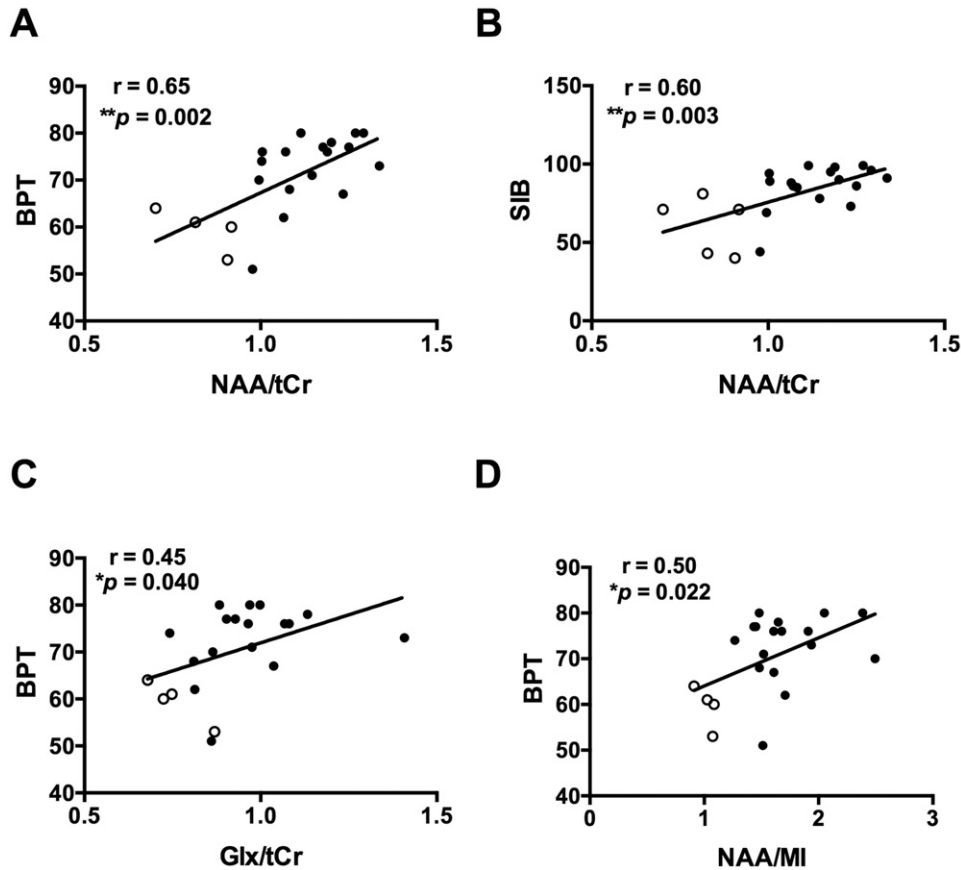 A
r = 0.65
**p = 0.002
90
80
70
60
50
40
BPT
0.5 1.0 1.5
NAA/tCr
B
r = 0.60
**p = 0.003
150
100
50
0
SIB
0.5 1.0 1.5
NAA/tCr
C
r = 0.45
*p = 0.040
90
80
70
60
50
40
BPT
0.5 1.0 1.5
Glx/tCr
D
r = 0.50
*p = 0.022
90
80
70
60
50
40
BPT
0 1 2 3
NAA/MI